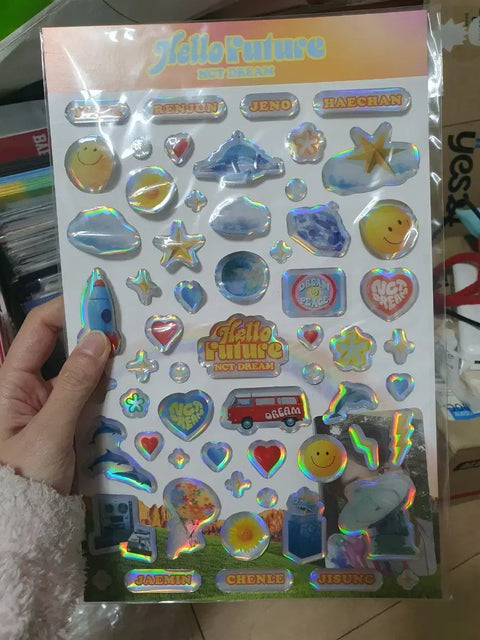 Hello Future
NCT DREAM
RENJUN
JENO
HAECHAN
DREAM
PEACE
NCT
DREAM
Hello
Future
NCT DREAM
NCT
DREAM
DREAM
JAEMIN
CHENLE
JISUNG
yes24